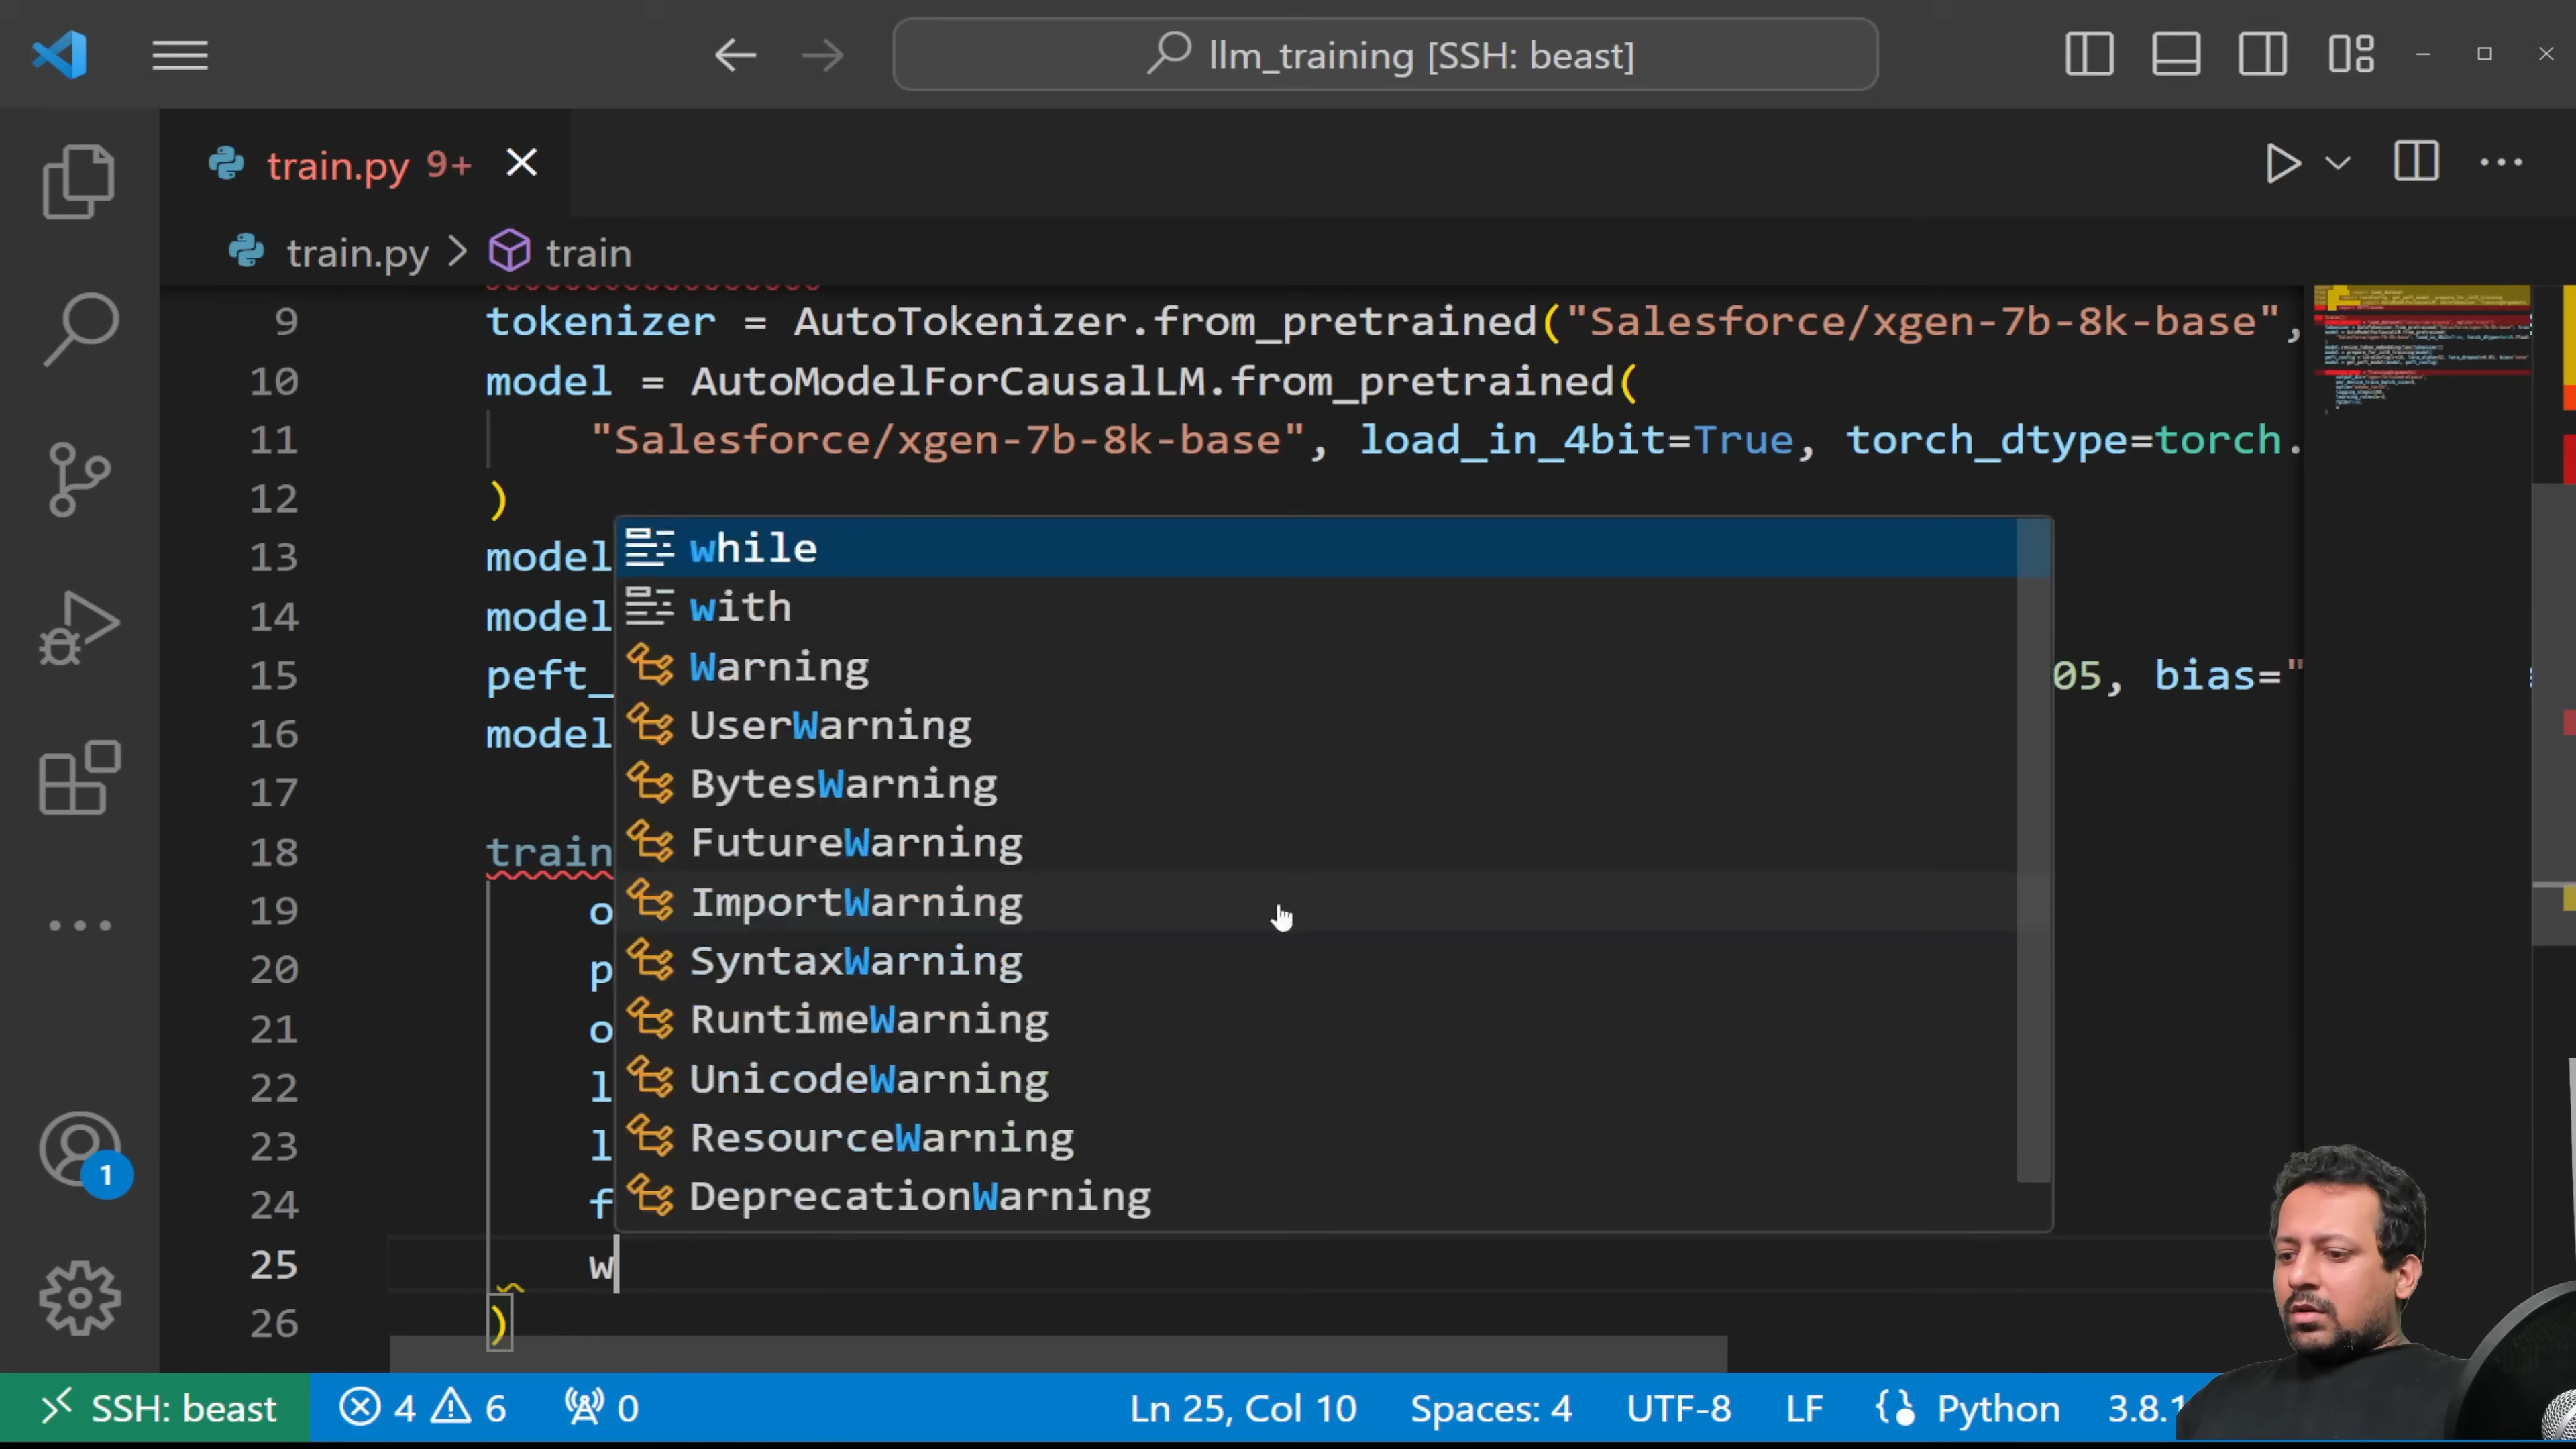 llm_training [SSH: beast]
train.py 9+
train.py > train
9 tokenizer = AutoTokenizer.from_pretrained("Salesforce/xgen-7b-8k-base",
10 model = AutoModelForCausalLM.from_pretrained(
11 "Salesforce/xgen-7b-8k-base", load_in_4bit=True, torch_dtype=torch.
12 )
13 model
14 model
15 peft_ 05, bias="
16 model
17
18 train
19 o
20 p
21 o
22 l
23 l
24 f
25 w
26 )
while
with
Warning
UserWarning
BytesWarning
FutureWarning
ImportWarning
SyntaxWarning
RuntimeWarning
UnicodeWarning
ResourceWarning
DeprecationWarning
1
SSH: beast 4 6 0 Ln 25, Col 10 Spaces: 4 UTF-8 LF Python 3.8.1